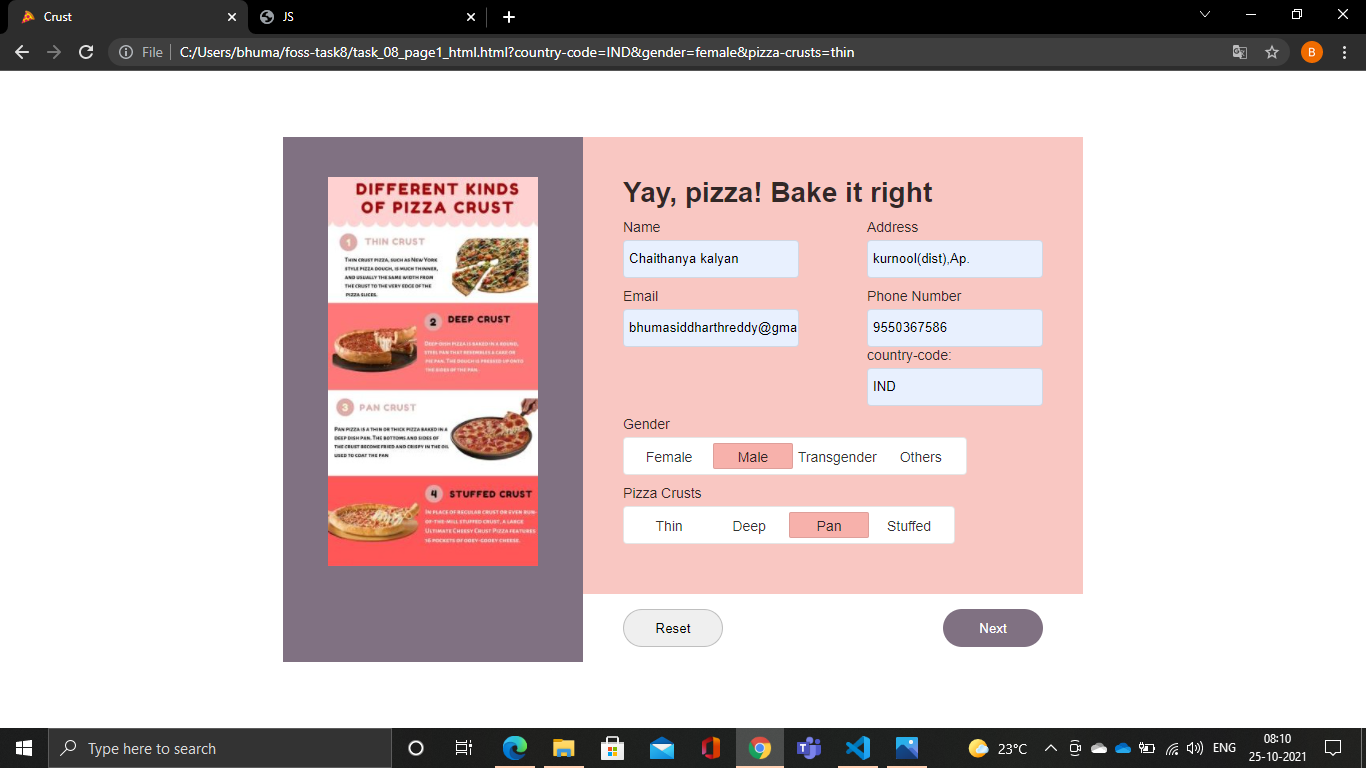 Crust
JS
File
C:/Users/bhuma/foss-task8/task_08_page1_html.html?country-code=IND&gender=female&pizza-crusts=thin
B
DIFFERENT KINDS
OF PIZZA CRUST
1 THIN CRUST
THIN CRUST PIZZA, SUCH AS NEW YORK
STYLE PIZZA DOUGH, IS MUCH THINNER,
AND USUALLY THE SAME WIDTH FROM
THE CRUST TO THE VERY EDGE OF THE
PIZZA SLICES.
2 DEEP CRUST
DEEP-DISH PIZZA IS BAKED IN A ROUND,
STEEL PAN THAT RESEMBLES A CAKE OR
PIE PAN. THE DOUGH IS PRESSED UP ONTO
THE SIDES OF THE PAN.
3 PAN CRUST
PAN PIZZA IS A THIN OR THICK PIZZA BAKED IN A
DEEP DISH PAN. THE BOTTOMS AND SIDES OF
THE CRUST BECOME FRIED AND CRISPY IN THE OIL
USED TO COAT THE PAN
4 STUFFED CRUST
IN PLACE OF REGULAR CRUST OR EVEN RUN-
OF-THE-MILL STUFFED CRUST, A LARGE
ULTIMATE CHEESY CRUST PIZZA FEATURES
16 POCKETS OF OOEY-GOOEY CHEESE.
Yay, pizza! Bake it right
Name
Address
Chaithanya kalyan
kurnool(dist),Ap.
Email
Phone Number
bhumasiddharthreddy@gma
9550367586
country-code:
IND
Gender
Female Male Transgender Others
Pizza Crusts
Thin Deep Pan Stuffed
Reset
Next
Type here to search
23°C
ENG
08:10
25-10-2021